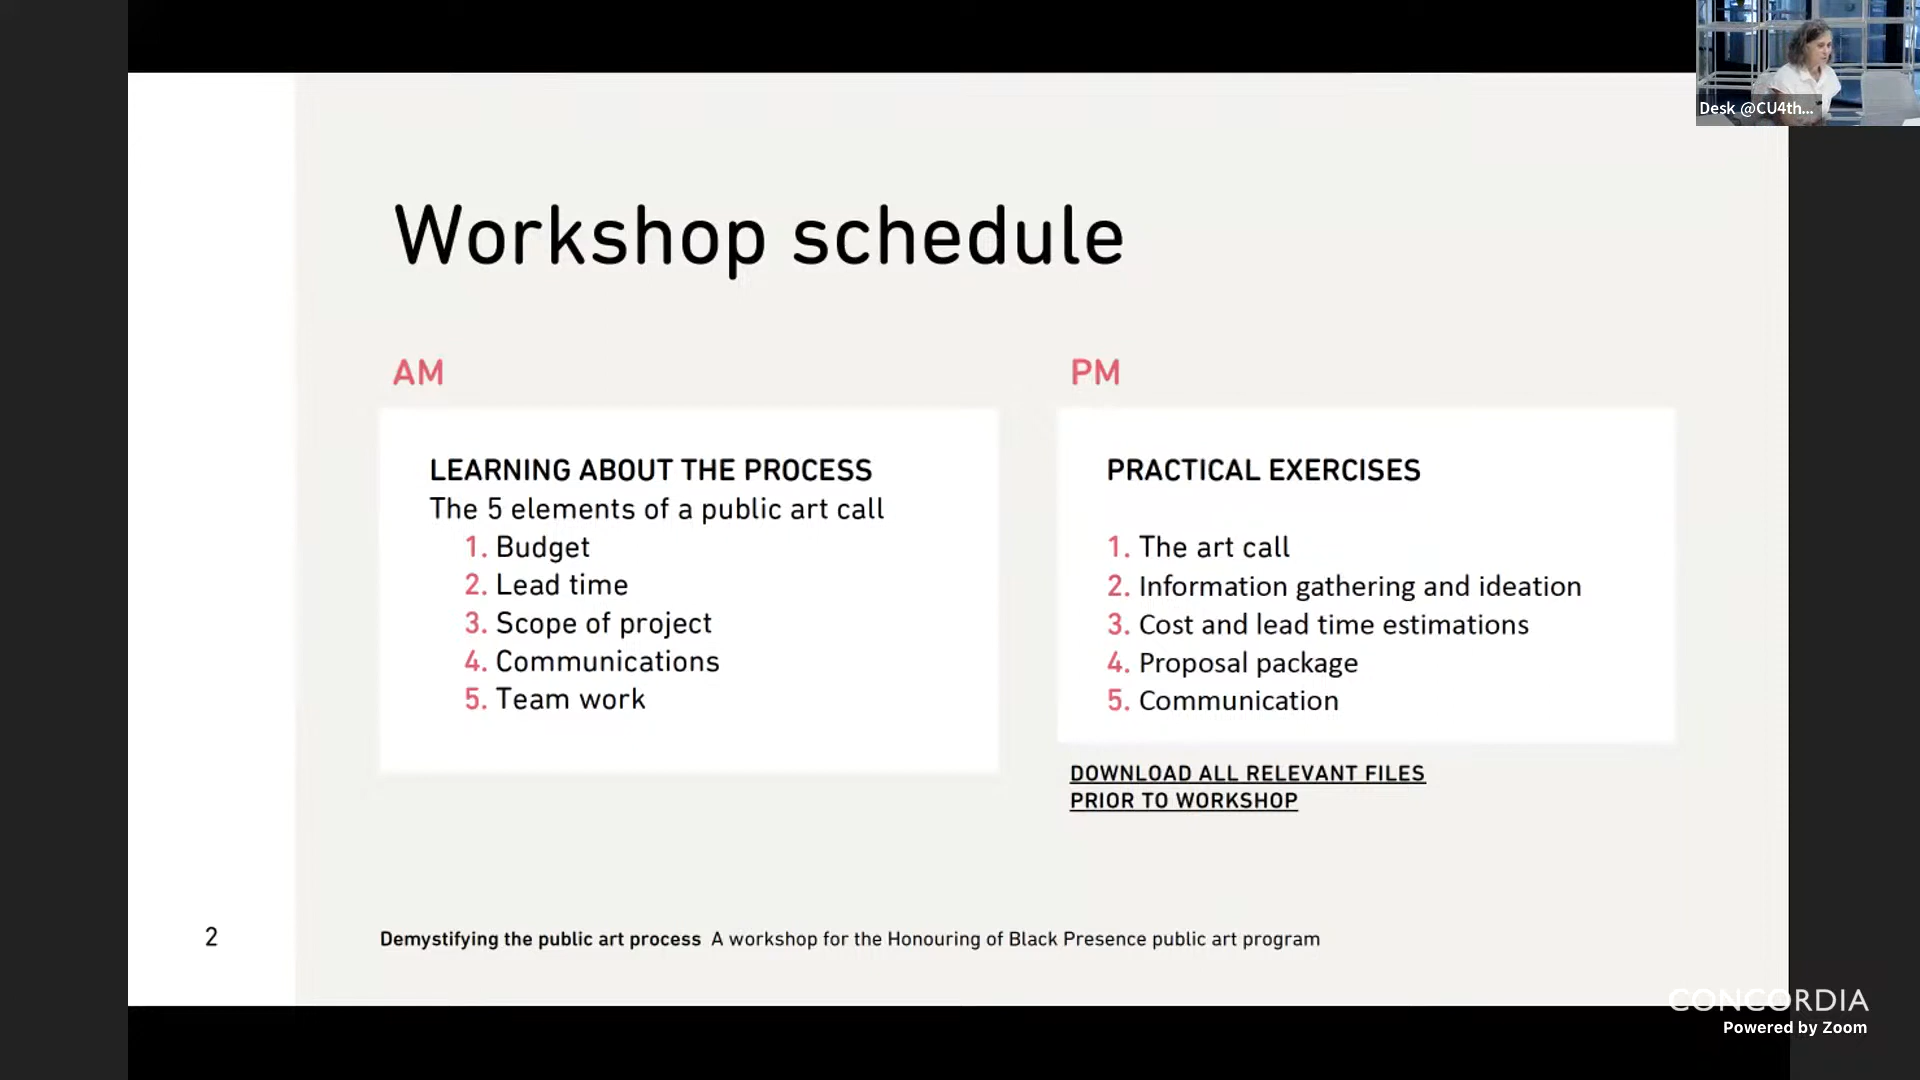 Desk @CU4th...
Workshop schedule
AM
LEARNING ABOUT THE PROCESS
The 5 elements of a public art call
1. Budget
2. Lead time
3. Scope of project
4. Communications
5. Team work
PM
PRACTICAL EXERCISES
1. The art call
2. Information gathering and ideation
3. Cost and lead time estimations
4. Proposal package
5. Communication
DOWNLOAD ALL RELEVANT FILES
PRIOR TO WORKSHOP
2
Demystifying the public art process A workshop for the Honouring of Black Presence public art program
CONCORDIA
Powered by Zoom